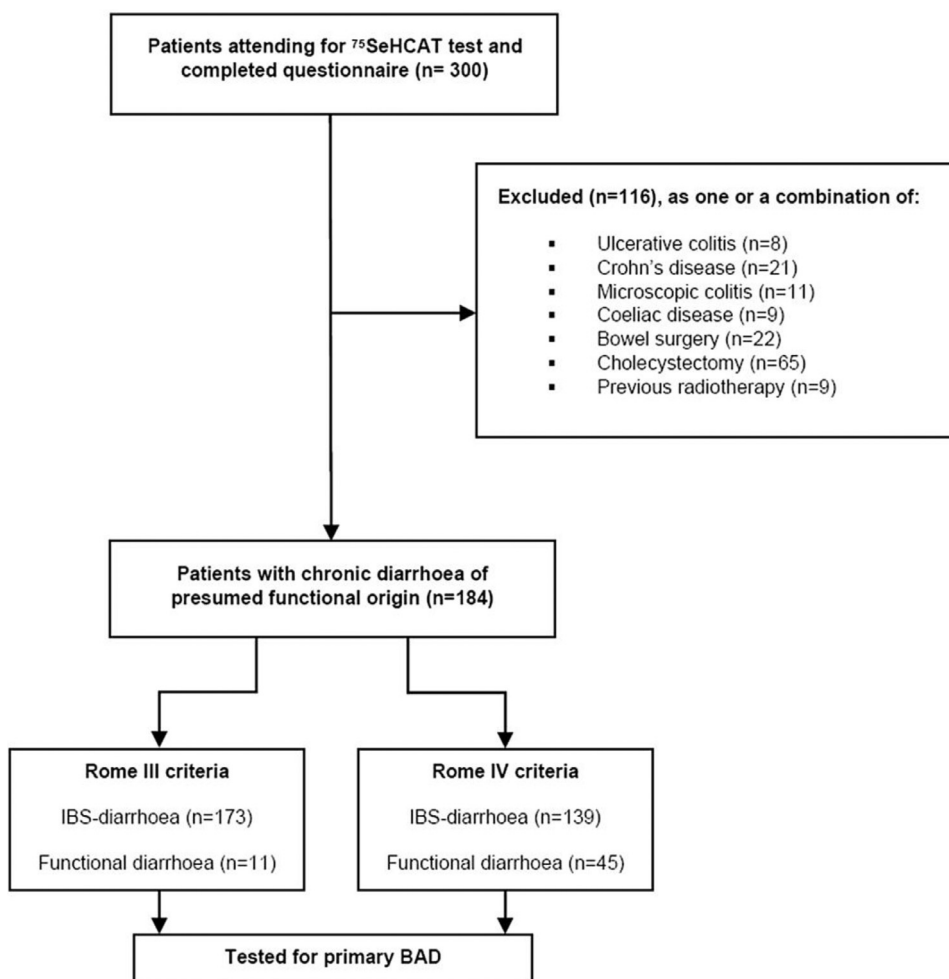 Patients attending for ⁷⁵SeHCAT test and
completed questionnaire (n= 300)
Excluded (n=116), as one or a combination of:
▪ Ulcerative colitis (n=8)
▪ Crohn's disease (n=21)
▪ Microscopic colitis (n=11)
▪ Coeliac disease (n=9)
▪ Bowel surgery (n=22)
▪ Cholecystectomy (n=65)
▪ Previous radiotherapy (n=9)
Patients with chronic diarrhoea of
presumed functional origin (n=184)
Rome III criteria
IBS-diarrhoea (n=173)
Functional diarrhoea (n=11)
Rome IV criteria
IBS-diarrhoea (n=139)
Functional diarrhoea (n=45)
Tested for primary BAD